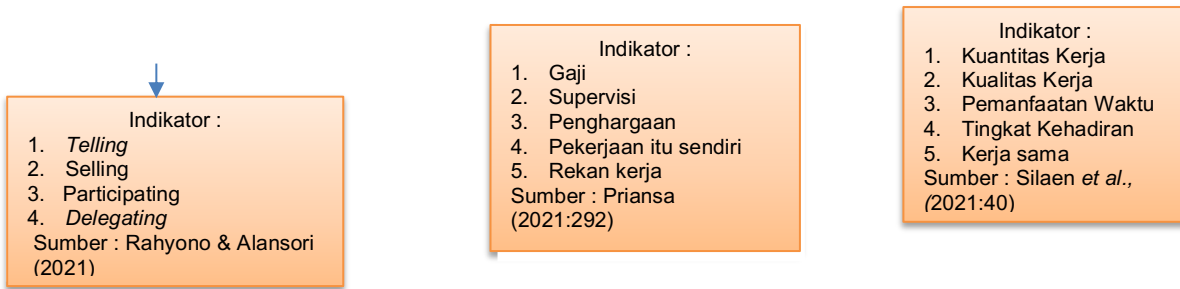 Indikator :
1. Telling
2. Selling
3. Participating
4. Delegating
Sumber : Rahyono & Alansori
(2021)
Indikator :
1. Gaji
2. Supervisi
3. Penghargaan
4. Pekerjaan itu sendiri
5. Rekan kerja
Sumber : Priansa
(2021:292)
Indikator :
1. Kuantitas Kerja
2. Kualitas Kerja
3. Pemanfaatan Waktu
4. Tingkat Kehadiran
5. Kerja sama
Sumber : Silaen et al.,
(2021:40)